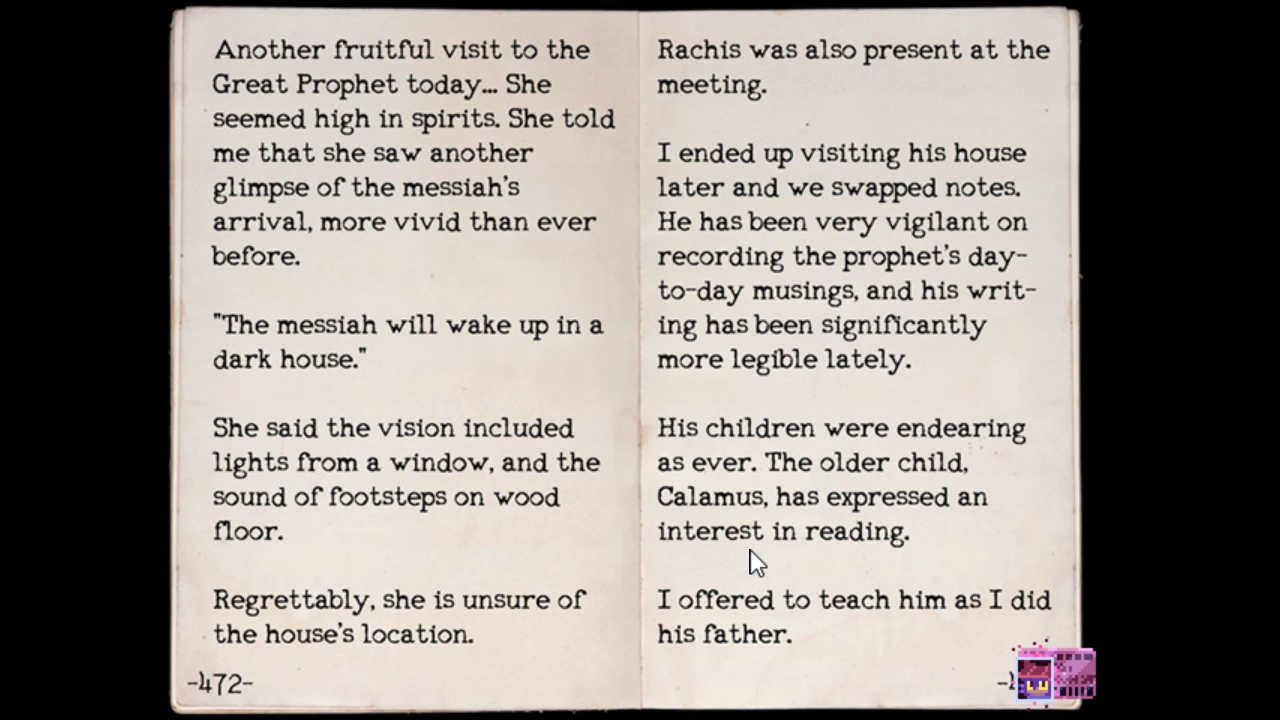 Another fruitful visit to the
Great Prophet today... She
seemed high in spirits. She told
me that she saw another
glimpse of the messiah's
arrival, more vivid than ever
before.
"The messiah will wake up in a
dark house."
She said the vision included
lights from a window, and the
sound of footsteps on wood
floor.
Regrettably, she is unsure of
the house's location.
-472-
Rachis was also present at the
meeting.
I ended up visiting his house
later and we swapped notes.
He has been very vigilant on
recording the prophet's day-
to-day musings, and his writ-
ing has been significantly
more legible lately.
His children were endearing
as ever. The older child,
Calamus, has expressed an
interest in reading.
I offered to teach him as I did
his father.